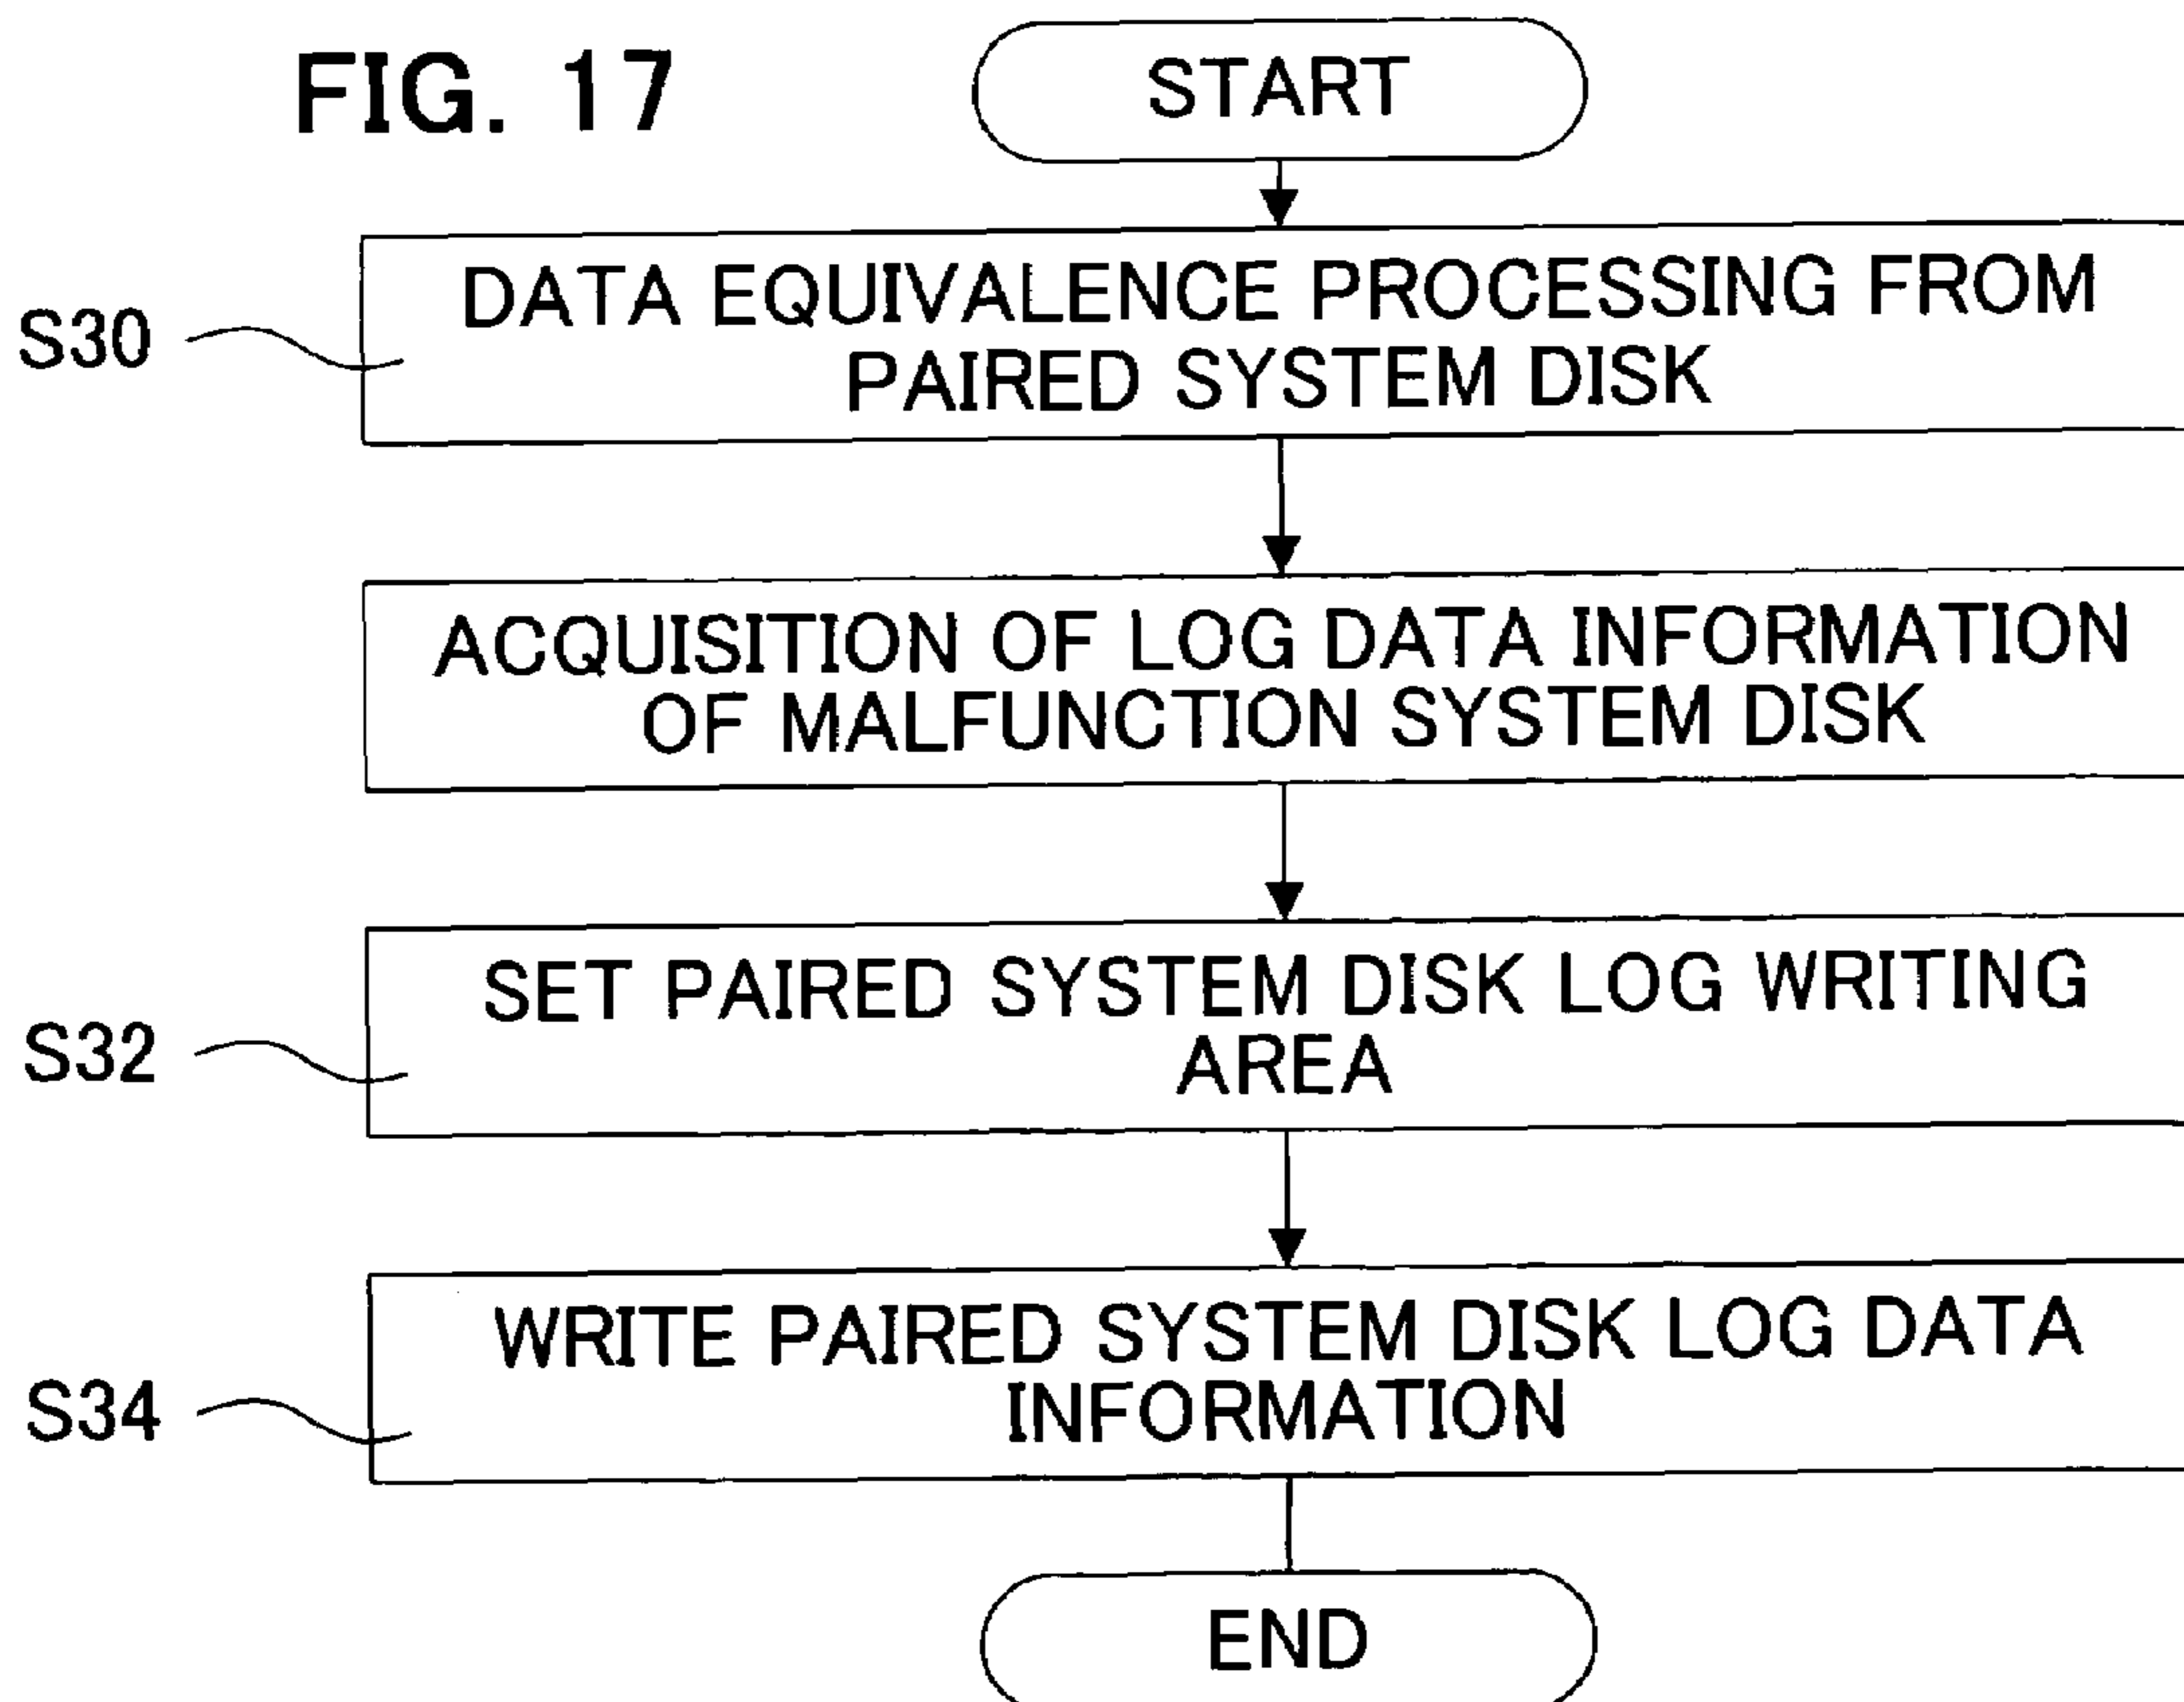 FIG. 17
START
S30
DATA EQUIVALENCE PROCESSING FROM
PAIRED SYSTEM DISK
ACQUISITION OF LOG DATA INFORMATION
OF MALFUNCTION SYSTEM DISK
S32
SET PAIRED SYSTEM DISK LOG WRITING
AREA
S34
WRITE PAIRED SYSTEM DISK LOG DATA
INFORMATION
END